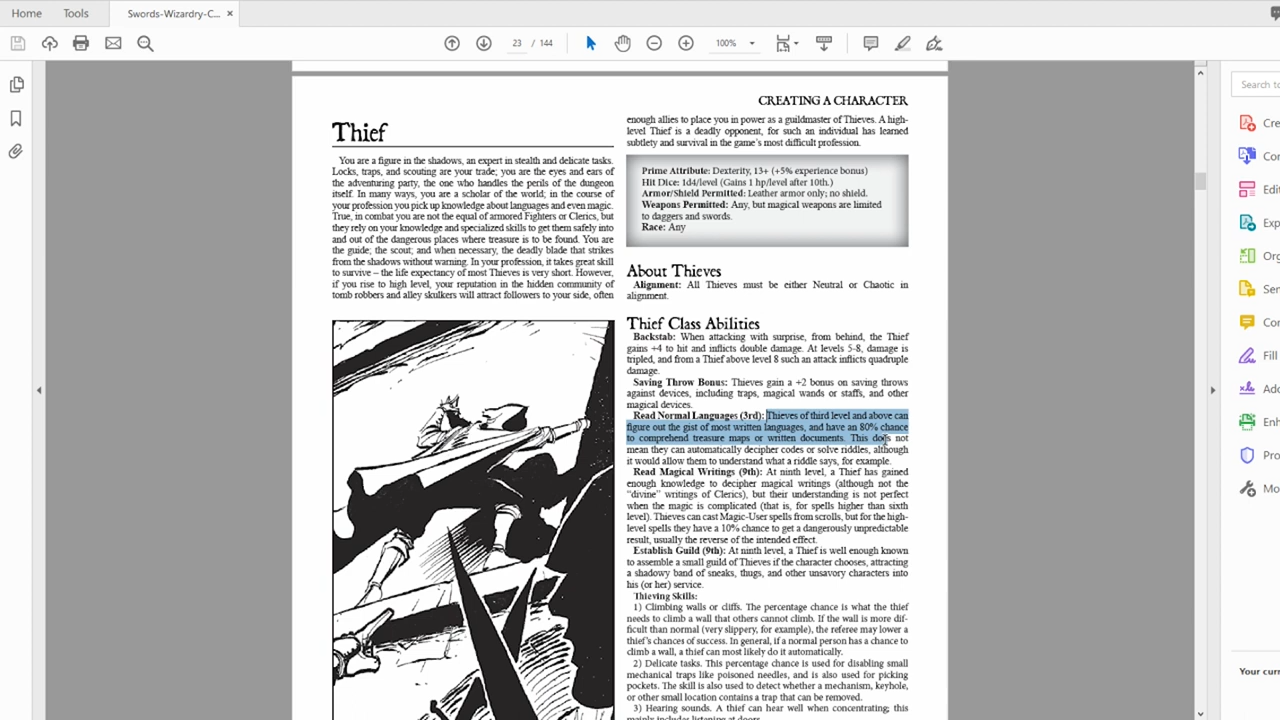 Home
Tools
Swords-Wizardry-C... ×
23 / 144
100%
Search to
CREATING A CHARACTER
Thief
You are a figure in the shadows, an expert in stealth and delicate tasks.
Locks, traps, and scouting are your trade; you are the eyes and ears of
the adventuring party, the one who handles the perils of the dungeon
itself. In many ways, you are a scholar of the world; in the course of
your profession you pick up knowledge about languages and even magic.
True, in combat you are not the equal of armored Fighters or Clerics, but
they rely on your knowledge and specialized skills to get them safely into
and out of the dangerous places where treasure is to be found. You are
the guide; the scout; and when necessary, the deadly blade that strikes
from the shadows without warning. In your profession, it takes great skill
to survive – the life expectancy of most Thieves is very short. However,
if you rise to high level, your reputation in the hidden community of
tomb robbers and alley skulkers will attract followers to your side, often
enough allies to place you in power as a guildmaster of Thieves. A high-
level Thief is a deadly opponent, for such an individual has learned
subtlety and survival in the game's most difficult profession.
Prime Attribute: Dexterity, 13+ (+5% experience bonus)
Hit Dice: 1d4/level (Gains 1 hp/level after 10th.)
Armor/Shield Permitted: Leather armor only; no shield.
Weapons Permitted: Any, but magical weapons are limited
to daggers and swords.
Race: Any
About Thieves
Alignment: All Thieves must be either Neutral or Chaotic in
alignment.
Thief Class Abilities
Backstab: When attacking with surprise, from behind, the Thief
gains +4 to hit and inflicts double damage. At levels 5-8, damage is
tripled, and from a Thief above level 8 such an attack inflicts quadruple
damage.
Saving Throw Bonus: Thieves gain a +2 bonus on saving throws
against devices, including traps, magical wands or staffs, and other
magical devices.
Read Normal Languages (3rd): Thieves of third level and above can
figure out the gist of most written languages, and have an 80% chance
to comprehend treasure maps or written documents. This does not
mean they can automatically decipher codes or solve riddles, although
it would allow them to understand what a riddle says, for example.
Read Magical Writings (9th): At ninth level, a Thief has gained
enough knowledge to decipher magical writings (although not the
“divine” writings of Clerics), but their understanding is not perfect
when the magic is complicated (that is, for spells higher than sixth
level). Thieves can cast Magic-User spells from scrolls, but for the high-
level spells they have a 10% chance to get a dangerously unpredictable
result, usually the reverse of the intended effect.
Establish Guild (9th): At ninth level, a Thief is well enough known
to assemble a small guild of Thieves if the character chooses, attracting
a shadowy band of sneaks, thugs, and other unsavory characters into
his (or her) service.
Thieving Skills:
1) Climbing walls or cliffs. The percentage chance is what the thief
needs to climb a wall that others cannot climb. If the wall is more dif-
ficult than normal (very slippery, for example), the referee may lower a
thief's chances of success. In general, if a normal person has a chance to
climb a wall, a thief can most likely do it automatically.
2) Delicate tasks. This percentage chance is used for disabling small
mechanical traps like poisoned needles, and is also used for picking
pockets. The skill is also used to detect whether a mechanism, keyhole,
or other small location contains a trap that can be removed.
3) Hearing sounds. A thief can hear well when concentrating; this
mainly includes listening at doors.
Cre
Con
Edi
Exp
Org
Sen
Con
Fill
Add
Enh
Pro
Mo
Your curr